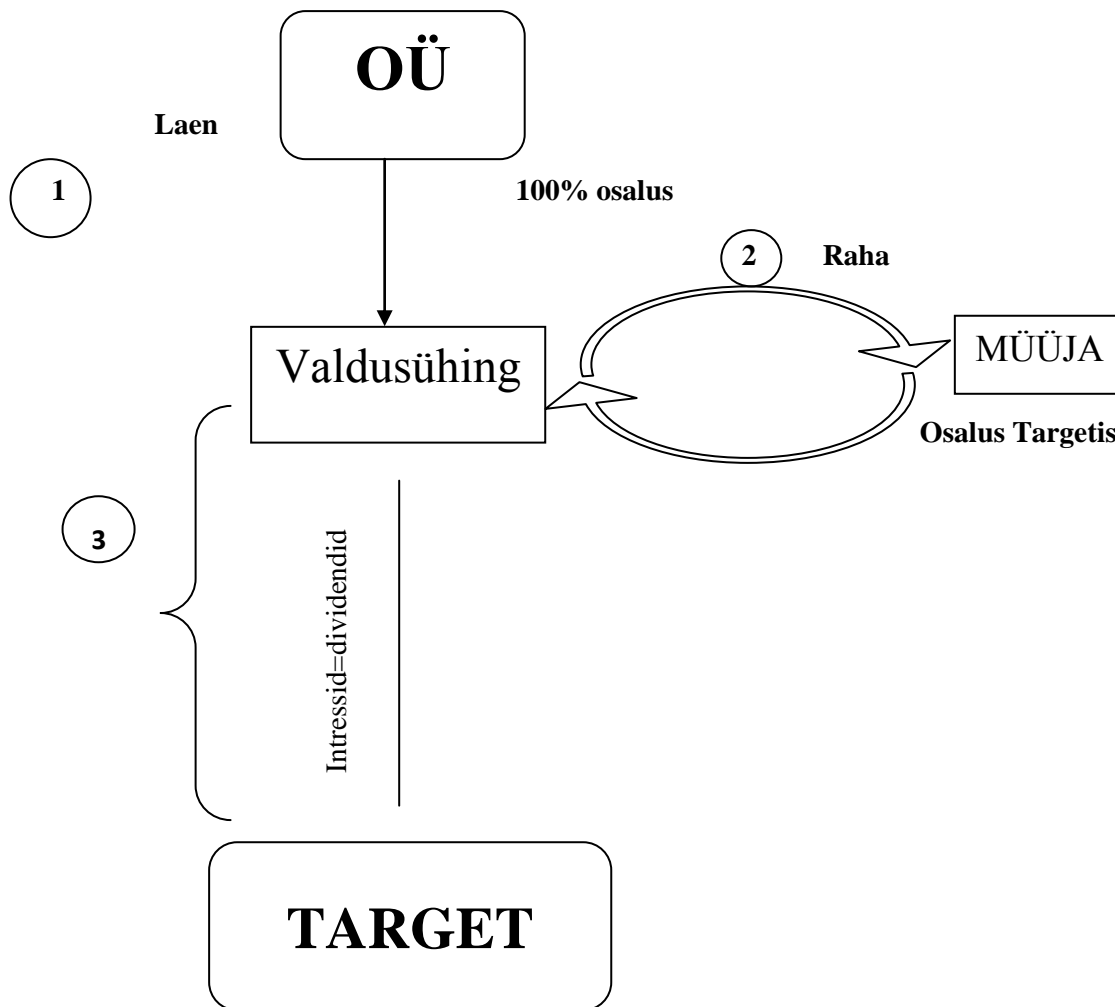 OÜ
Laen
1
100% osalus
2
Raha
Valdusühing
MÜÜJA
Osalus Targetis
3
Intressid=dividendid
TARGET